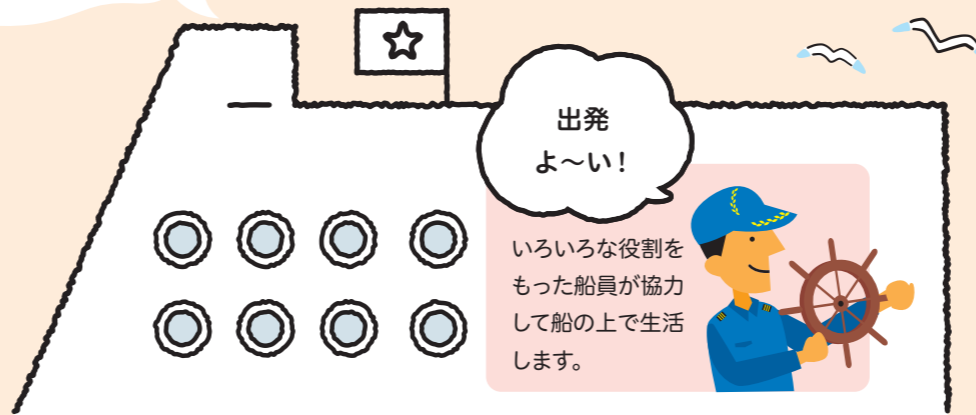 出発
よ〜い！
いろいろな役割を
もった船員が協力
して船の上で生活
します。